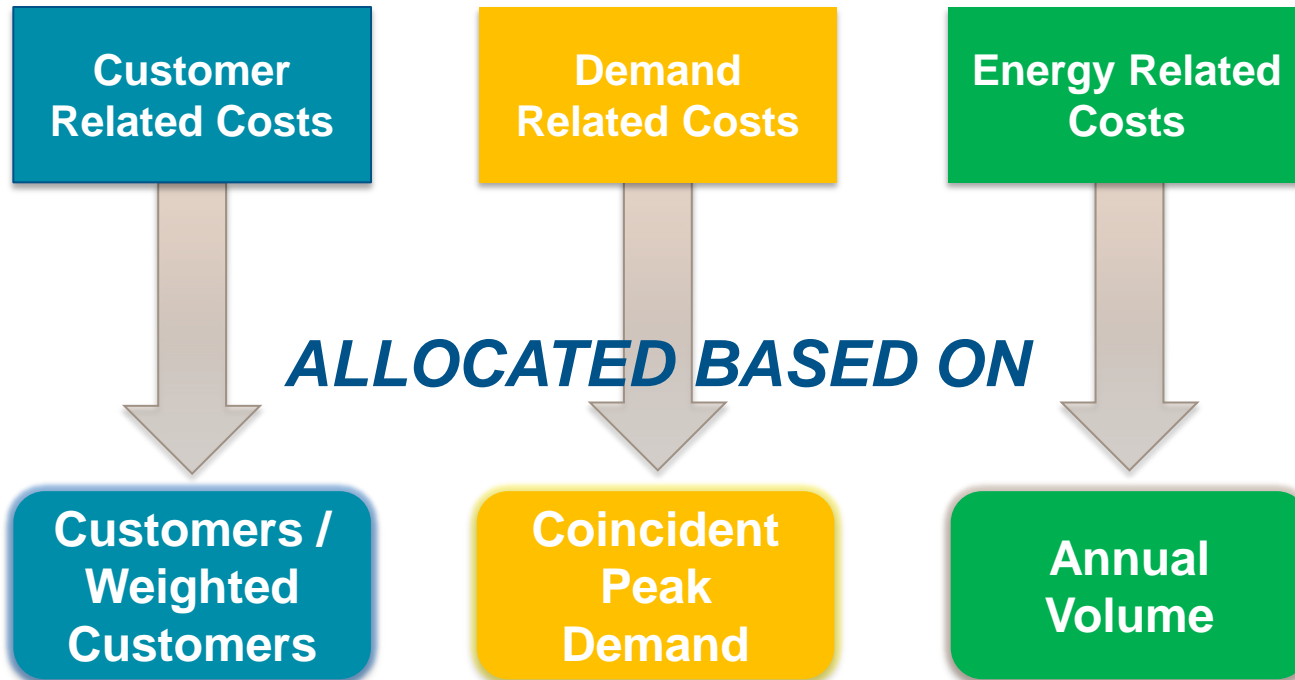 Customer
Related Costs
Demand
Related Costs
Energy Related
Costs
ALLOCATED BASED ON
Customers /
Weighted
Customers
Coincident
Peak
Demand
Annual
Volume